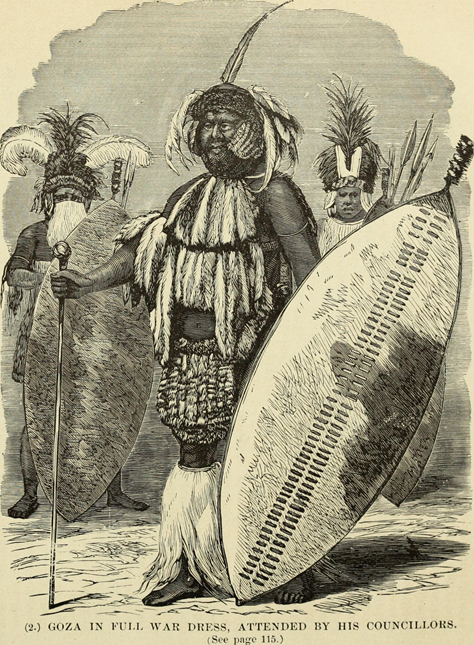 (2.) GOZA IN FULL WAR DRESS, ATTENDED BY HIS COUNCILLORS.
(See page 115.)